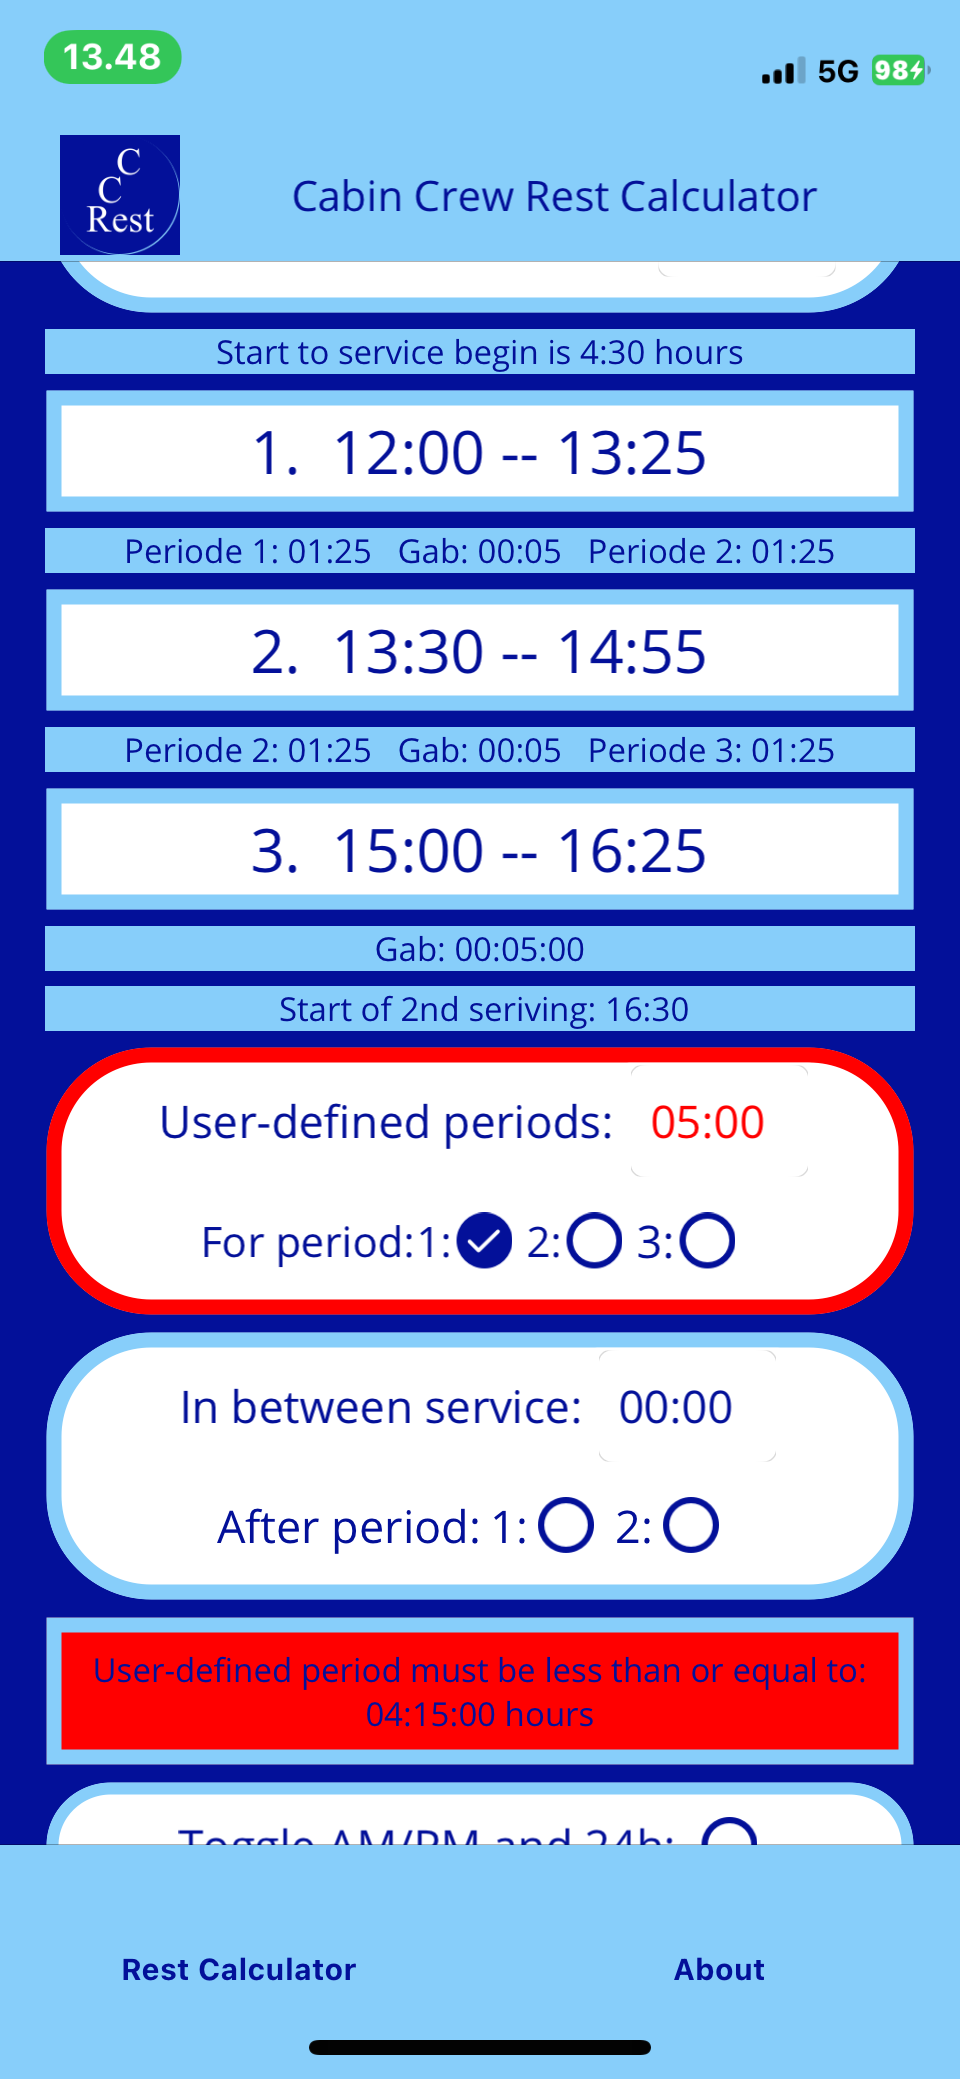 13.48
5G
98
C
C
Rest
Cabin Crew Rest Calculator
Start to service begin is 4:30 hours
1. 12:00 -- 13:25
Periode 1: 01:25 Gab: 00:05 Periode 2: 01:25
2. 13:30 -- 14:55
Periode 2: 01:25 Gab: 00:05 Periode 3: 01:25
3. 15:00 -- 16:25
Gab: 00:05:00
Start of 2nd seriving: 16:30
User-defined periods: 05:00
For period: 1: 2: 3:
In between service: 00:00
After period: 1: 2:
User-defined period must be less than or equal to:
04:15:00 hours
Toggle AM/PM and 24h:
Rest Calculator
About